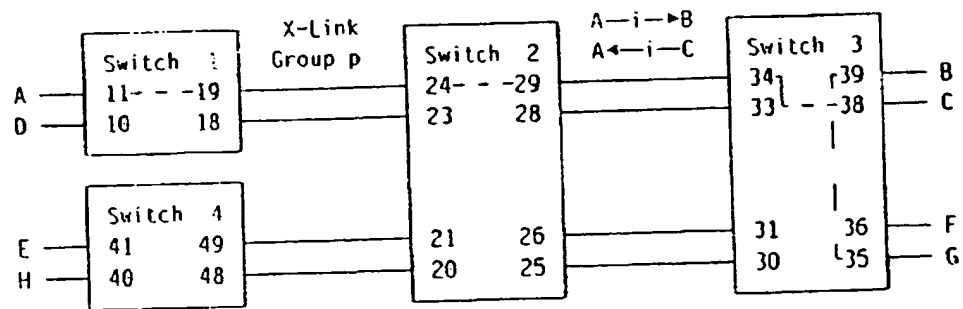 X-Link
Group p
A—i—►B
A◄—i—C
Switch
11- - -19
10 18
A
D
Switch 2
24- - -29
23 28
21 26
20 25
Switch 3
34 39
33 - -38
31 36
30 35
B
C
F
G
Switch 4
41 49
40 48
E
H